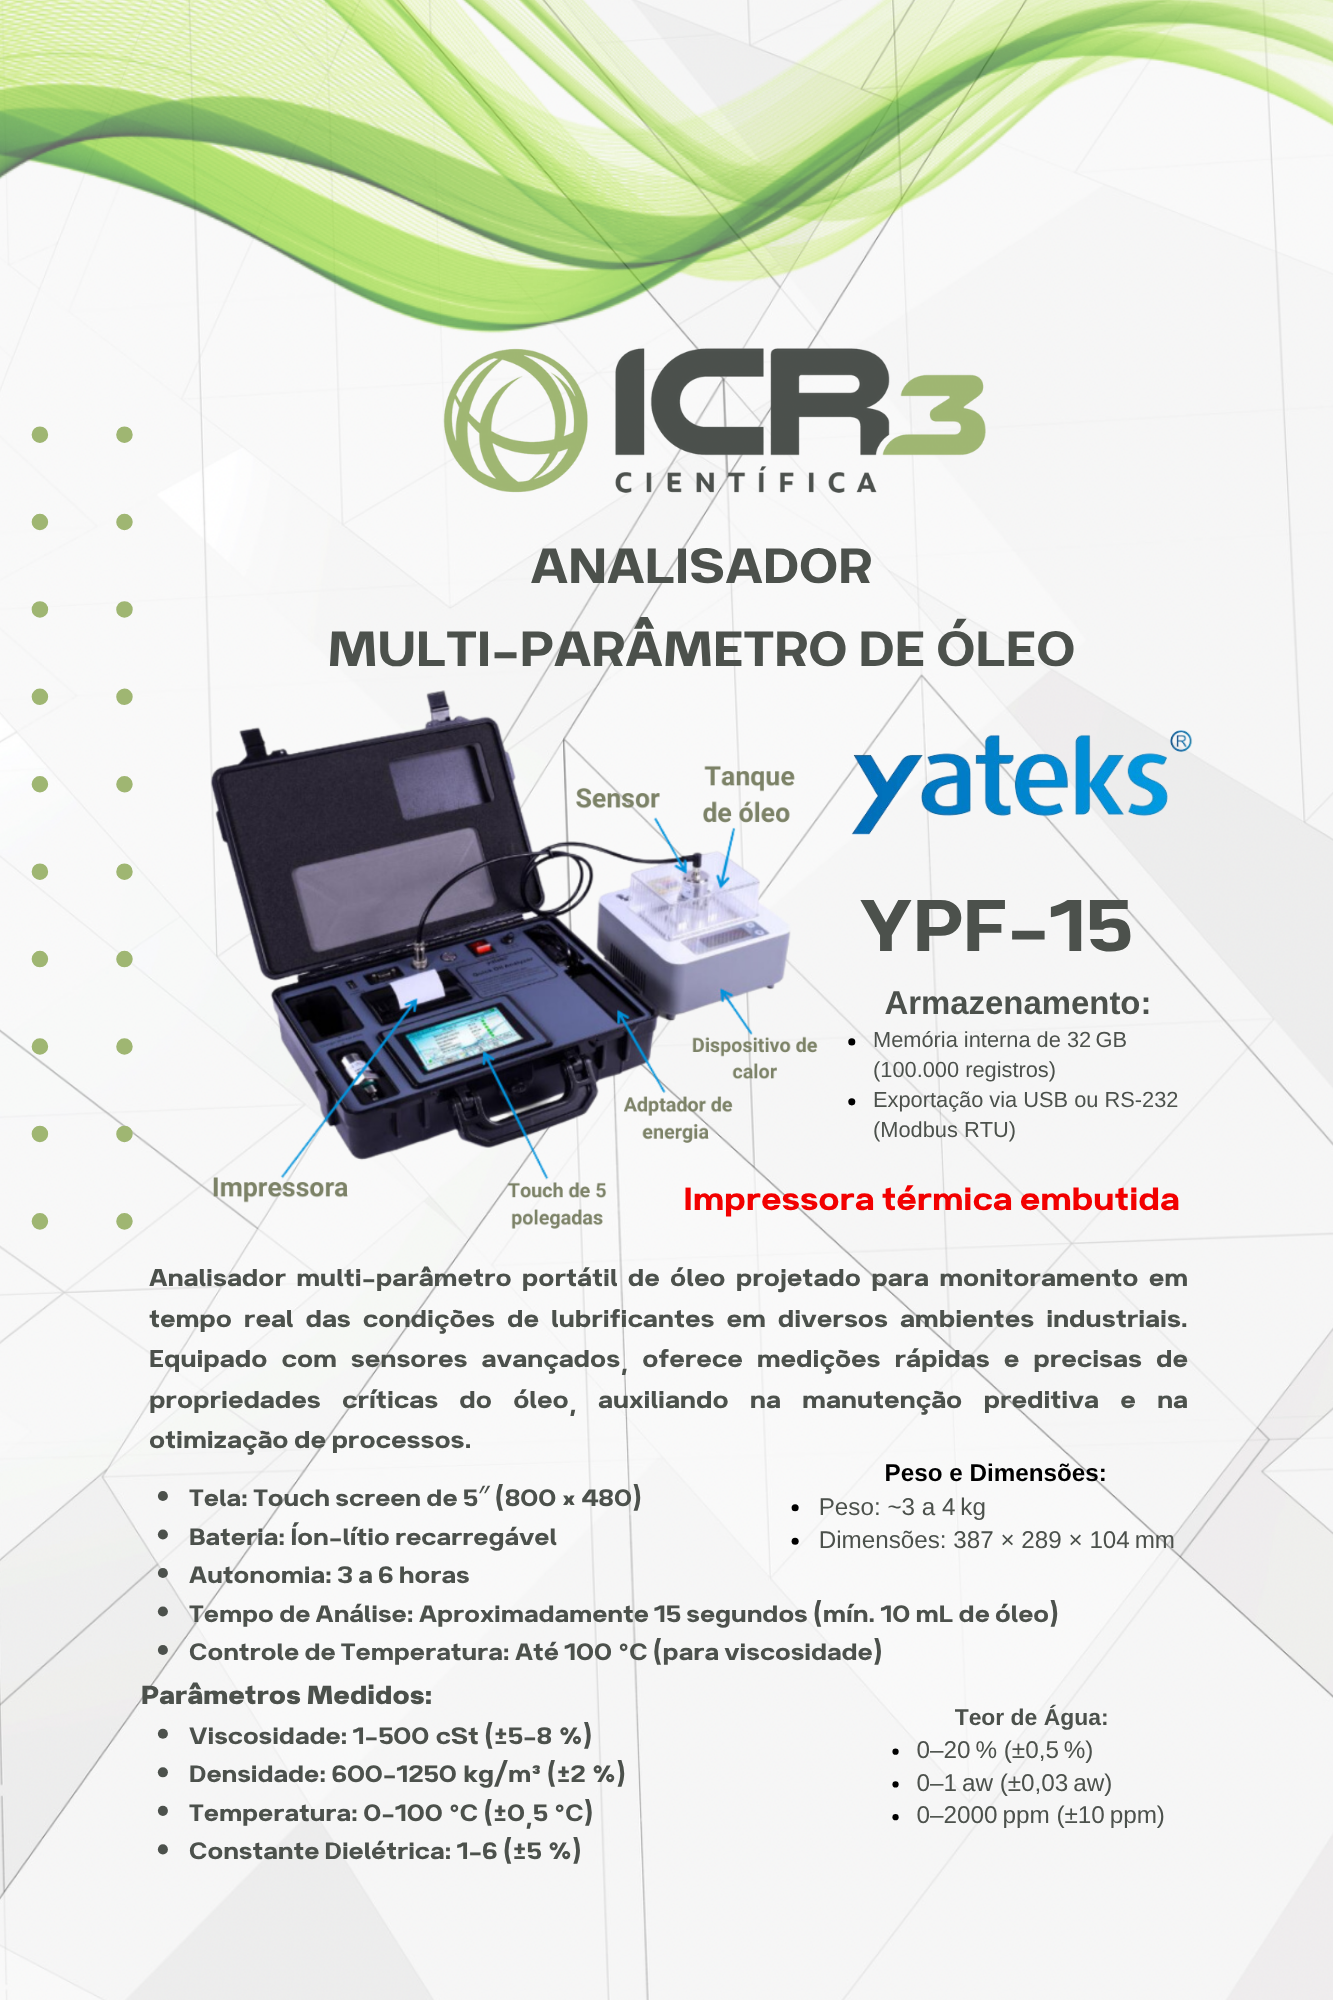 ICR3
CIENTÍFICA
ANALISADOR
MULTI-PARÂMETRO DE ÓLEO
Sensor
Tanque
de óleo
yateks®
YPF-15
Armazenamento:
• Memória interna de 32 GB
(100.000 registros)
• Exportação via USB ou RS-232
(Modbus RTU)
Dispositivo de
calor
Adptador de
energia
Impressora
Touch de 5
polegadas
Impressora térmica embutida
Analisador multi-parâmetro portátil de óleo projetado para monitoramento em
tempo real das condições de lubrificantes em diversos ambientes industriais.
Equipado com sensores avançados, oferece medições rápidas e precisas de
propriedades críticas do óleo, auxiliando na manutenção preditiva e na
otimização de processos.
• Tela: Touch screen de 5″ (800 x 480)
• Bateria: Íon-lítio recarregável
• Autonomia: 3 a 6 horas
• Tempo de Análise: Aproximadamente 15 segundos (mín. 10 mL de óleo)
• Controle de Temperatura: Até 100 °C (para viscosidade)
Peso e Dimensões:
• Peso: ~3 a 4 kg
• Dimensões: 387 × 289 × 104 mm
Parâmetros Medidos:
• Viscosidade: 1-500 cSt (±5-8 %)
• Densidade: 600-1250 kg/m³ (±2 %)
• Temperatura: 0-100 °C (±0,5 °C)
• Constante Dielétrica: 1-6 (±5 %)
Teor de Água:
• 0–20 % (±0,5 %)
• 0–1 aw (±0,03 aw)
• 0–2000 ppm (±10 ppm)